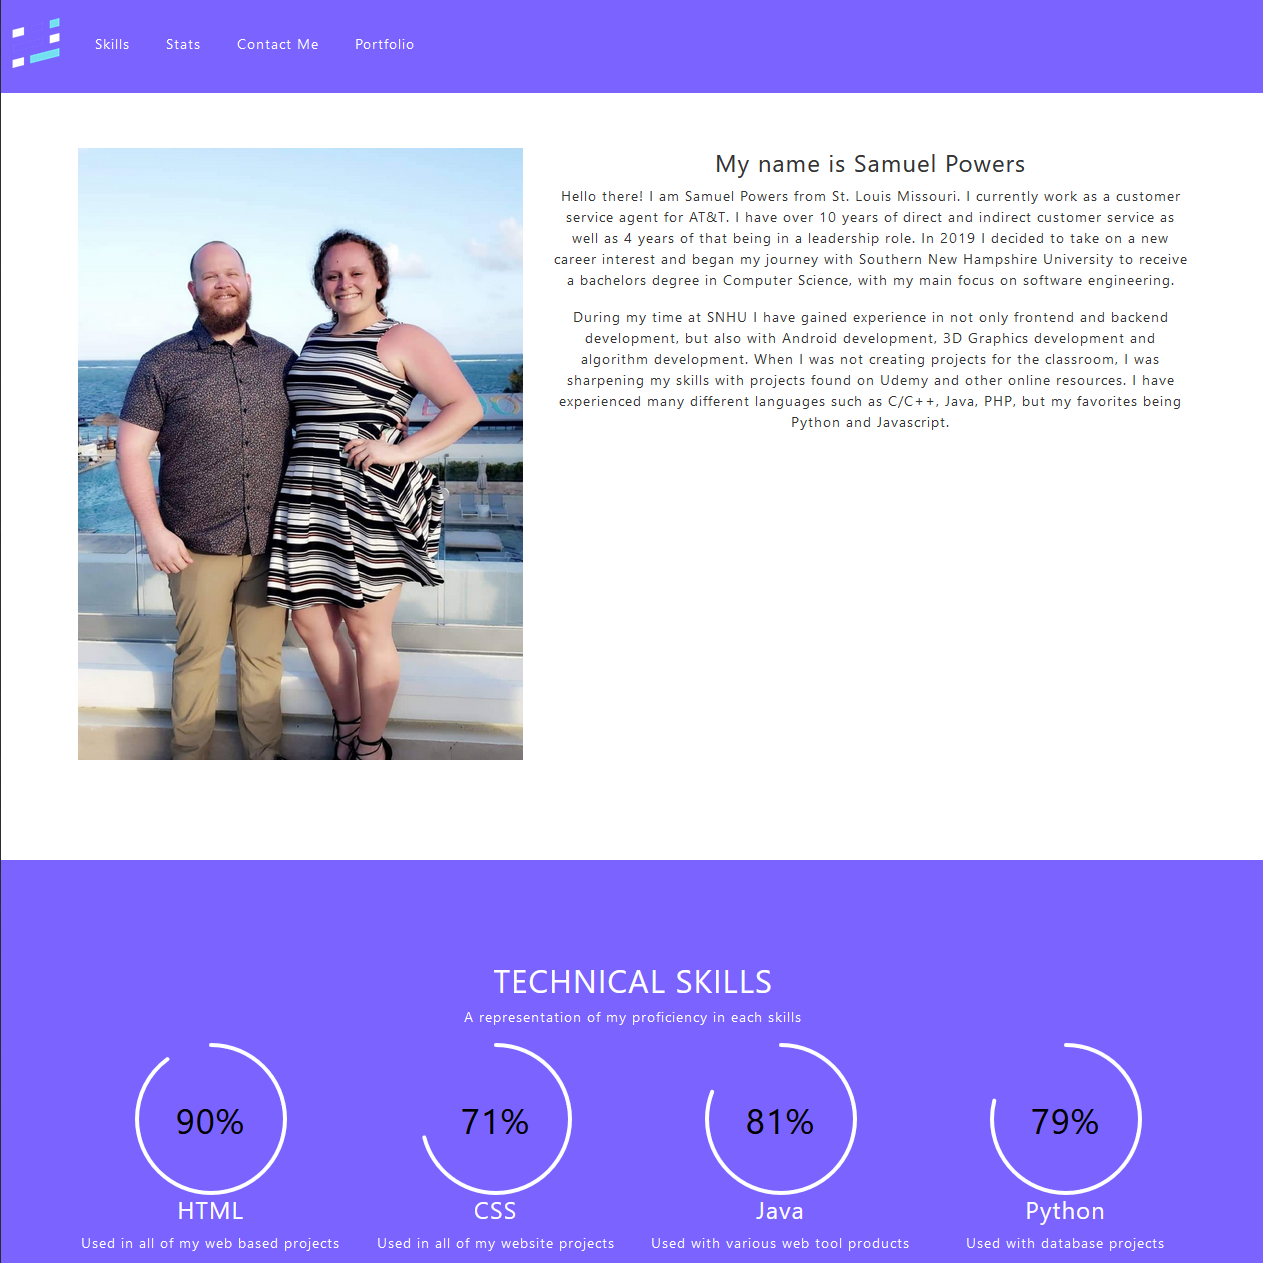 Skills Stats Contact Me Portfolio
My name is Samuel Powers
Hello there! I am Samuel Powers from St. Louis Missouri. I currently work as a customer
service agent for AT&T. I have over 10 years of direct and indirect customer service as
well as 4 years of that being in a leadership role. In 2019 I decided to take on a new
career interest and began my journey with Southern New Hampshire University to receive
a bachelors degree in Computer Science, with my main focus on software engineering.
During my time at SNHU I have gained experience in not only frontend and backend
development, but also with Android development, 3D Graphics development and
algorithm development. When I was not creating projects for the classroom, I was
sharpening my skills with projects found on Udemy and other online resources. I have
experienced many different languages such as C/C++, Java, PHP, but my favorites being
Python and Javascript.
TECHNICAL SKILLS
A representation of my proficiency in each skills
90% 71% 81% 79%
HTML CSS Java Python
Used in all of my web based projects Used in all of my website projects Used with various web tool products Used with database projects